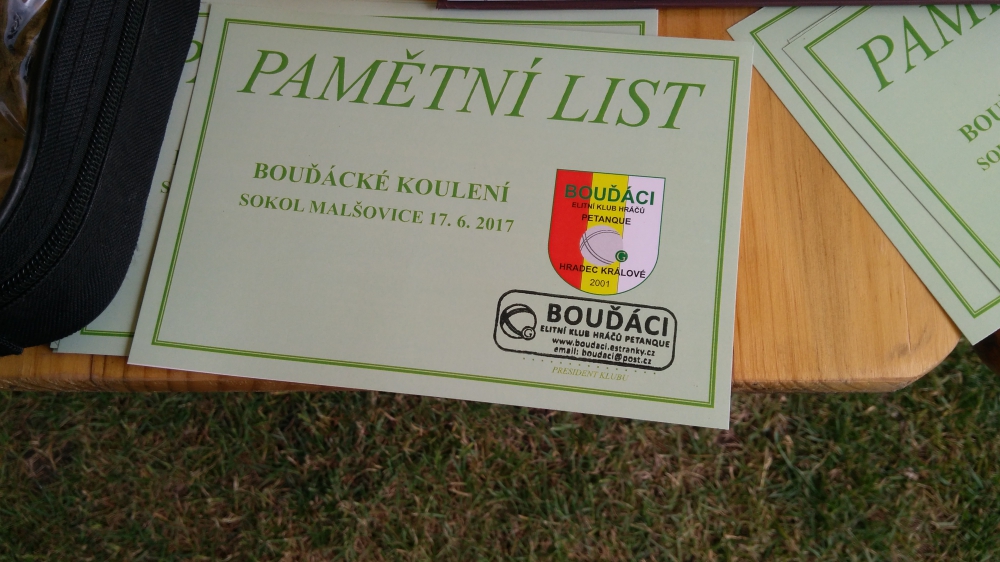 PAMĚTNÍ LIST
BOUĎÁCKÉ KOULENÍ
SOKOL MALŠOVICE 17. 6. 2017
BOUĎÁCI
ELITNÍ KLUB HRÁČŮ
PETANQUE
G
HRADEC KRÁLOVÉ
2001
BOUĎÁCI
G
ELITNÍ KLUB HRÁČŮ PETANQUE
www.boudaci.estranky.cz
email: boudaci@post.cz
PRESIDENT KLUBU
PAM
BOU
SO